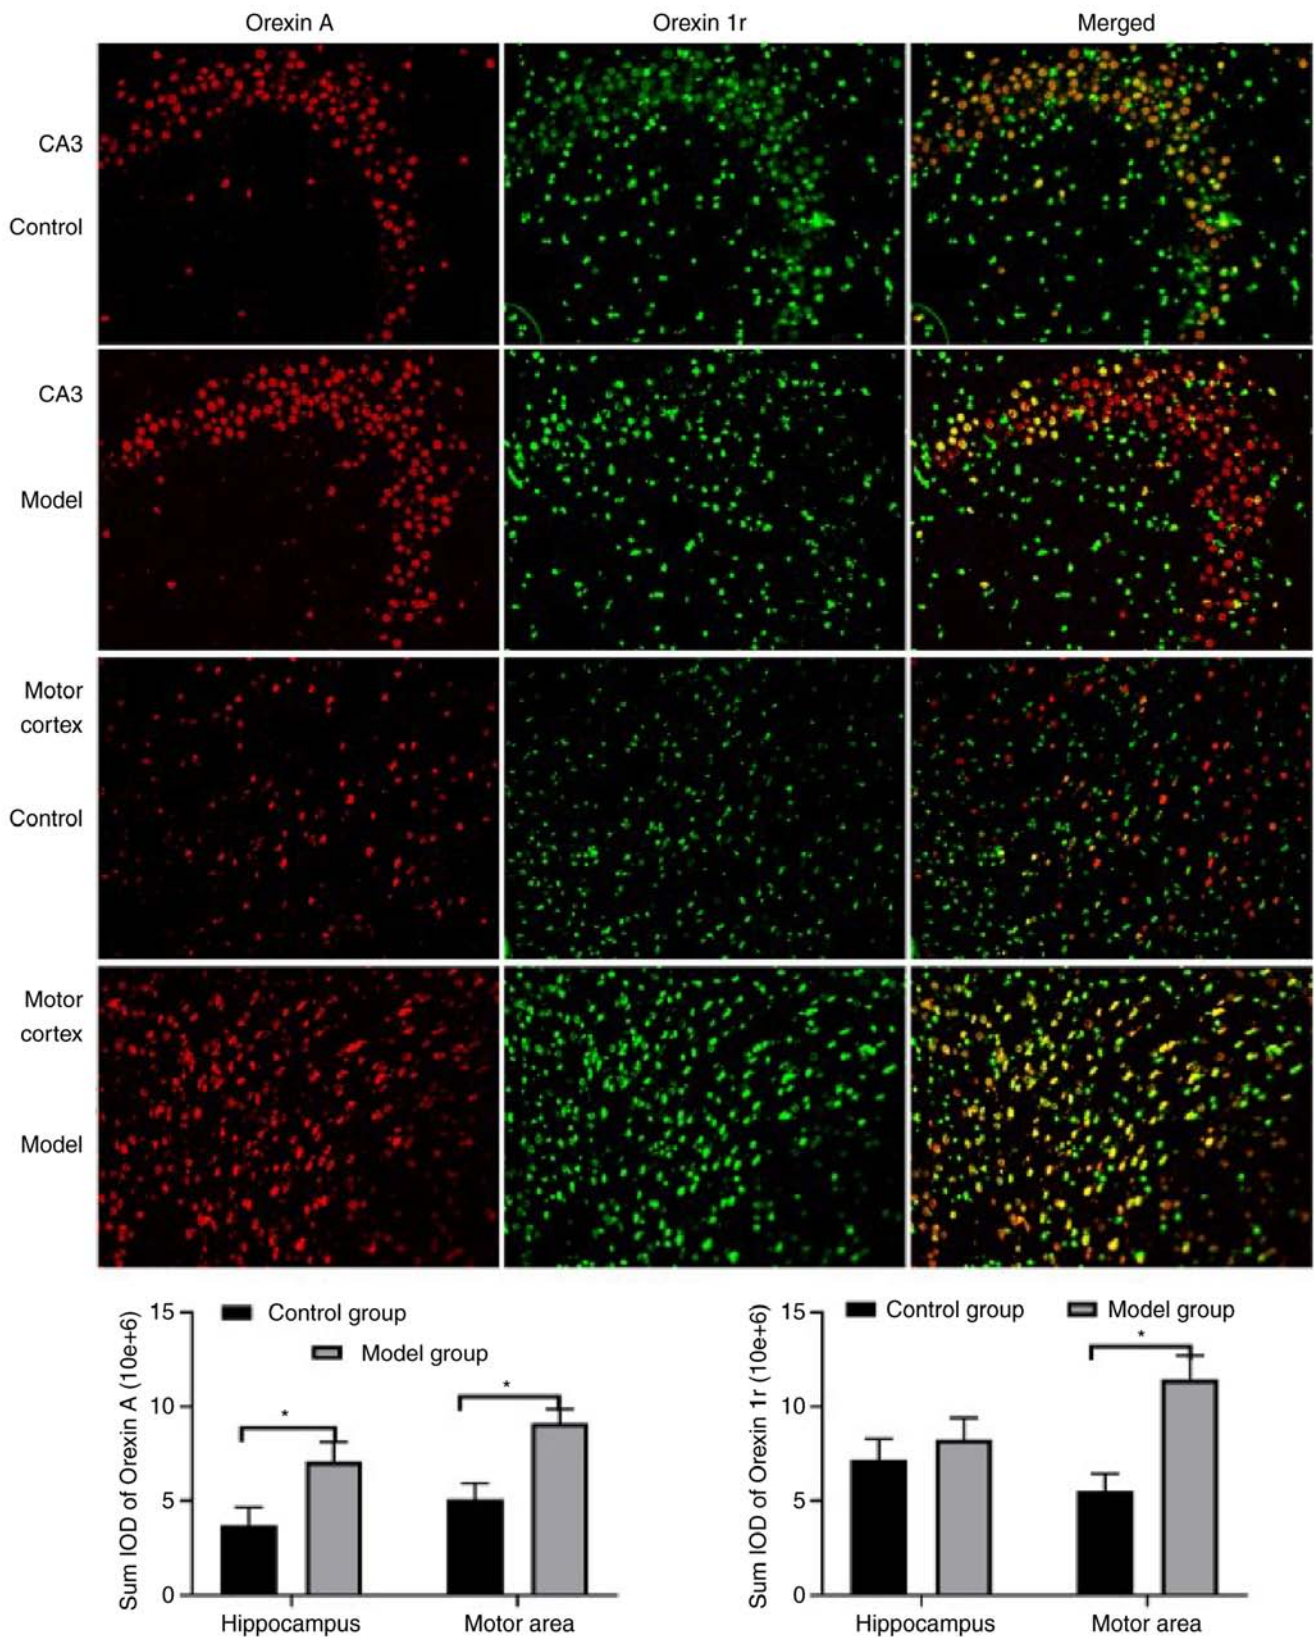 Orexin A Orexin 1r Merged
CA3
Control
CA3
Model
Motor
cortex
Control
Motor
cortex
Model
Sum IOD of Orexin A (10e+6)
15
10
5
0
Control group
Model group
*
*
Hippocampus Motor area
Sum IOD of Orexin 1r (10e+6)
15
10
5
0
Control group Model group
*
Hippocampus Motor area